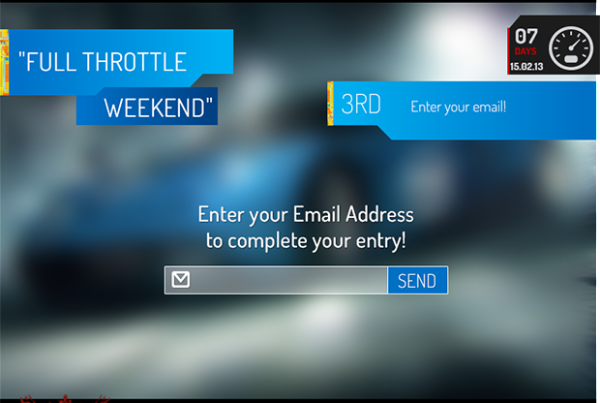 "FULL THROTTLE
WEEKEND"
07
DAYS
15.02.13
3RD Enter your email!
Enter your Email Address
to complete your entry!
SEND